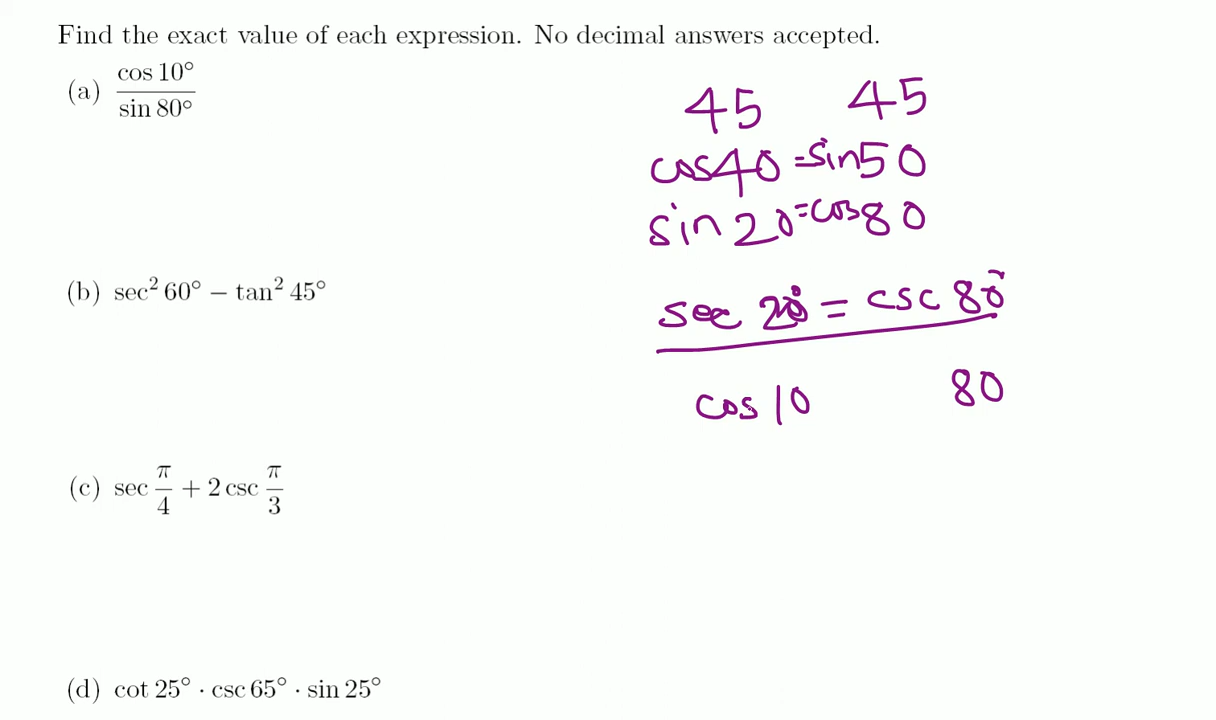 Find the exact value of each expression. No decimal answers accepted.
(a) cos 10° / sin 80°
45 45
cos40 = sin50
sin20 = cos80
(b) sec² 60° − tan² 45°
sec 20° = csc 80°
cos10 80
(c) sec π/4 + 2 csc π/3
(d) cot 25° · csc 65° · sin 25°